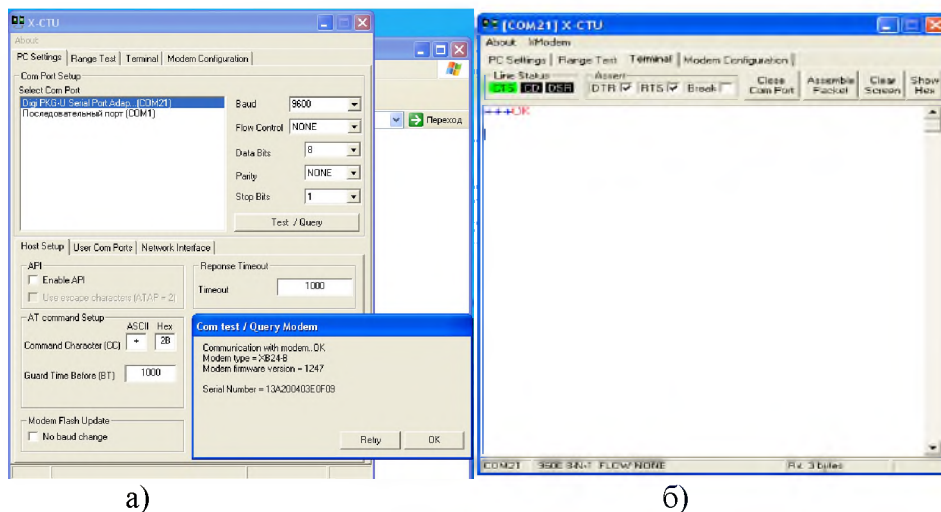 X-CTU
About
PC Settings Range Test Terminal Modem Configuration
Com Port Setup
Select Com Port
Digi PKG-U Serial Port Adap...(COM21)
Последовательный порт (COM1)
Baud 9600
Flow Control NONE
Data Bits 8
Parity NONE
Stop Bits 1
Test / Query
Host Setup User Com Ports Network Interface
API
Enable API
Use escape characters (ATAP = 2)
Reponse Timeout
Timeout 1000
AT command Setup
ASCII Hex
Command Character (CC) + 2B
Guard Time Before (BT) 1000
Modem Flash Update
No baud change
Переход
Com test / Query Modem
Communication with modem..OK
Modem type = XB24-B
Modem firmware version = 1247
Serial Number = 13A200403E0F09
Retry OK
а)
[COM21] X-CTU
About XModem
PC Settings Range Test Terminal Modem Configuration
Line Status
CTS CD DSR
Assert
DTR RTS Break
Close Com Port
Assemble Packet
Clear Screen
Show Hex
+++OK
COM21 9600 8-N-1 FLOW:NONE Rx: 3 bytes
б)